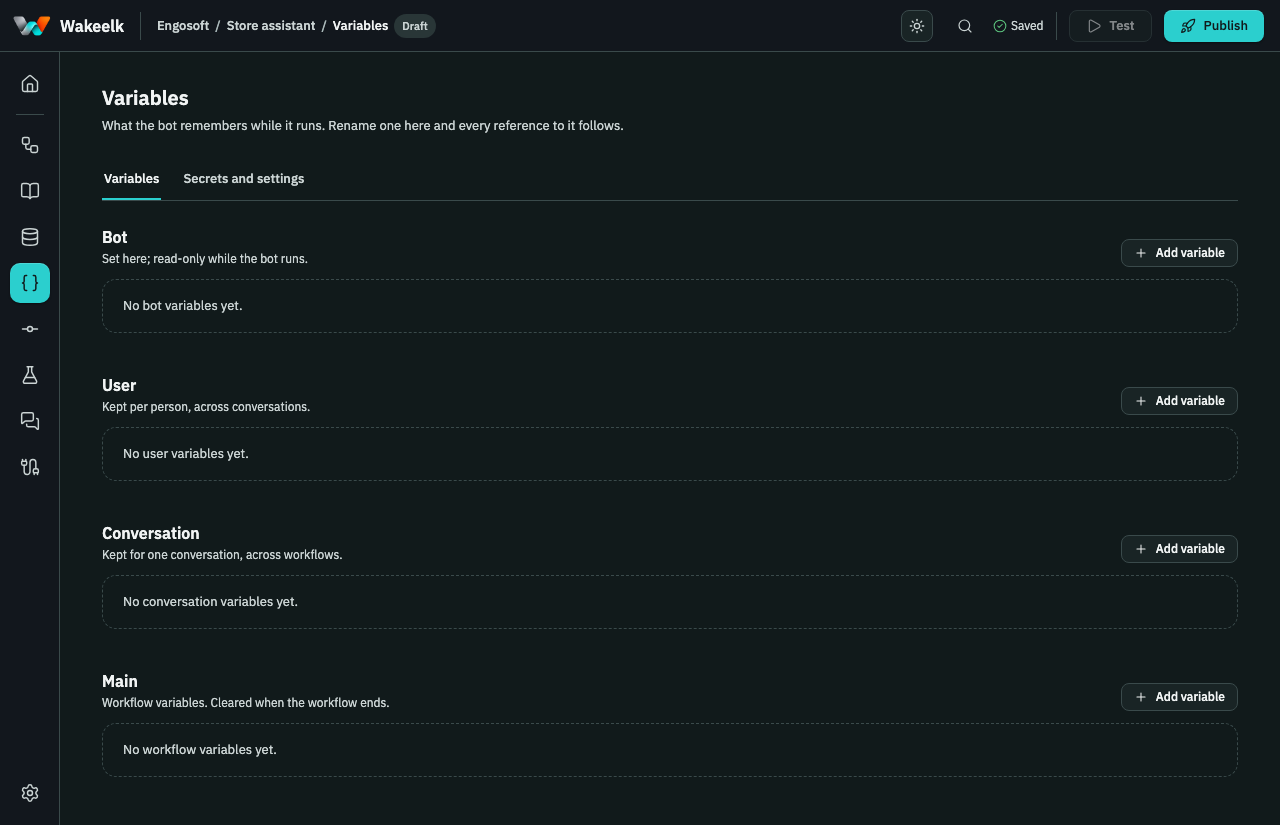 Wakeelk
Engosoft / Store assistant / Variables Draft
Saved
Test
Publish
Variables
What the bot remembers while it runs. Rename one here and every reference to it follows.
Variables
Secrets and settings
Bot
Set here; read-only while the bot runs.
Add variable
No bot variables yet.
User
Kept per person, across conversations.
Add variable
No user variables yet.
Conversation
Kept for one conversation, across workflows.
Add variable
No conversation variables yet.
Main
Workflow variables. Cleared when the workflow ends.
Add variable
No workflow variables yet.